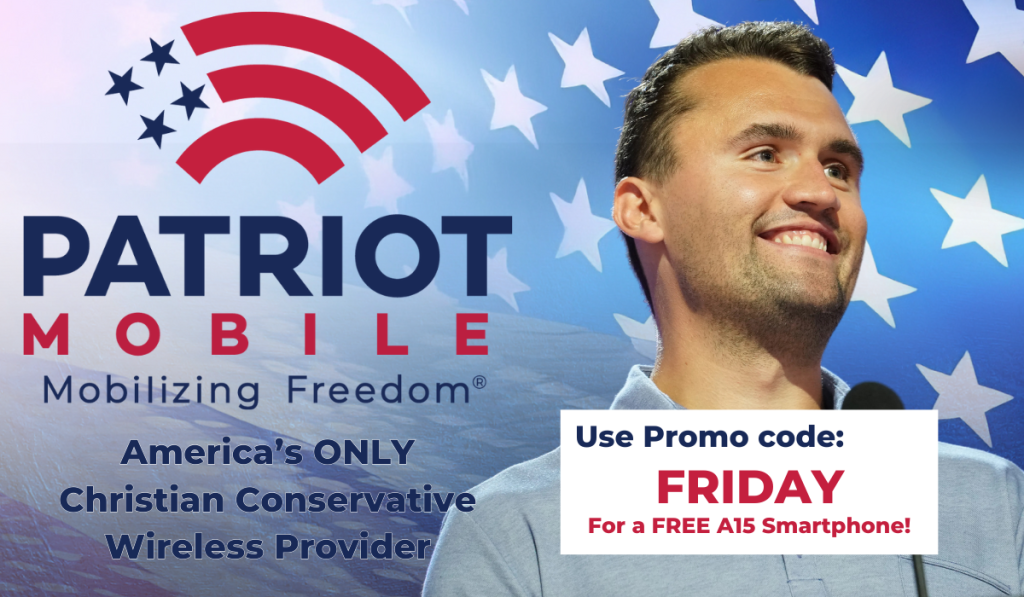 PATRIOT
MOBILE
Mobilizing Freedom®
America's ONLY
Christian Conservative
Wireless Provider
Use Promo code:
FRIDAY
For a FREE A15 Smartphone!